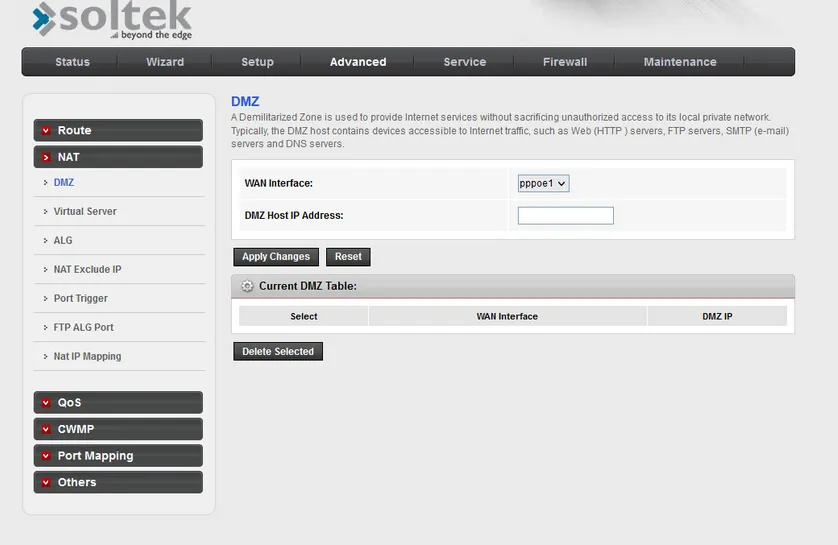 soltek
beyond the edge
Status Wizard Setup Advanced Service Firewall Maintenance
Route
NAT
DMZ
Virtual Server
ALG
NAT Exclude IP
Port Trigger
FTP ALG Port
Nat IP Mapping
QoS
CWMP
Port Mapping
Others
DMZ
A Demilitarized Zone is used to provide Internet services without sacrificing unauthorized access to its local private network.
Typically, the DMZ host contains devices accessible to Internet traffic, such as Web (HTTP ) servers, FTP servers, SMTP (e-mail)
servers and DNS servers.
WAN Interface: pppoe1
DMZ Host IP Address:
Apply Changes Reset
Current DMZ Table:
Select WAN Interface DMZ IP
Delete Selected